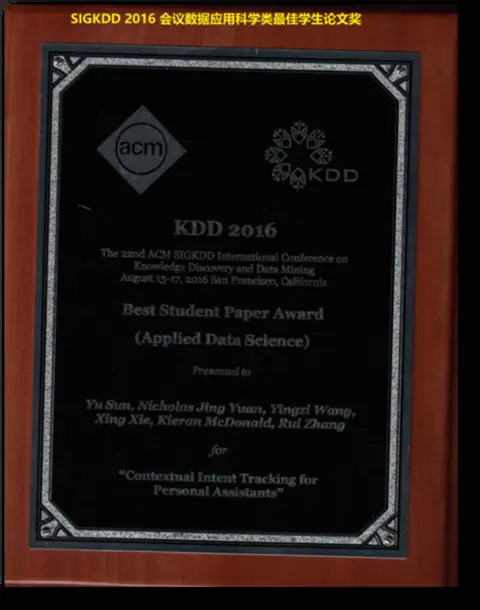 SIGKDD 2016 会议数据应用科学类最佳学生论文奖
acm
KDD
KDD 2016
The 22nd ACM SIGKDD International Conference on
Knowledge Discovery and Data Mining
August 13-17, 2016 San Francisco, California
Best Student Paper Award
(Applied Data Science)
Presented to
Yu Sun, Nicholas Jing Yuan, Yingzi Wang,
Xing Xie, Kieran McDonald, Rui Zhang
for
“Contextual Intent Tracking for
Personal Assistants”